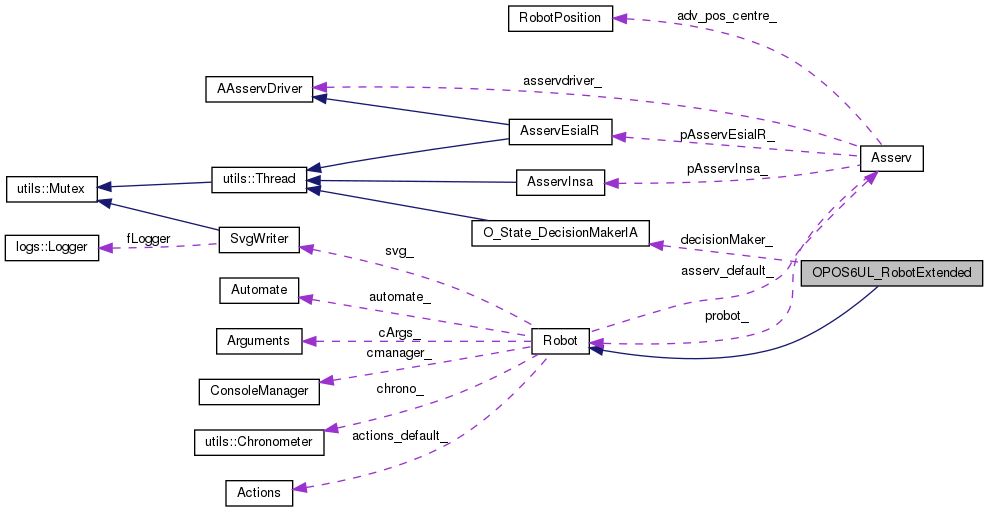 RobotPosition
adv_pos_centre_
asservdriver_
AAsservDriver
AsservEsialR
pAsservEsialR_
Asserv
pAsservInsa_
utils::Thread
AsservInsa
utils::Mutex
O_State_DecisionMakerIA
SvgWriter
fLogger
logs::Logger
decisionMaker_
svg_
asserv_default_
OPOS6UL_RobotExtended
Automate
automate_
probot_
cArgs_
Arguments
Robot
cmanager_
ConsoleManager
chrono_
utils::Chronometer
actions_default_
Actions